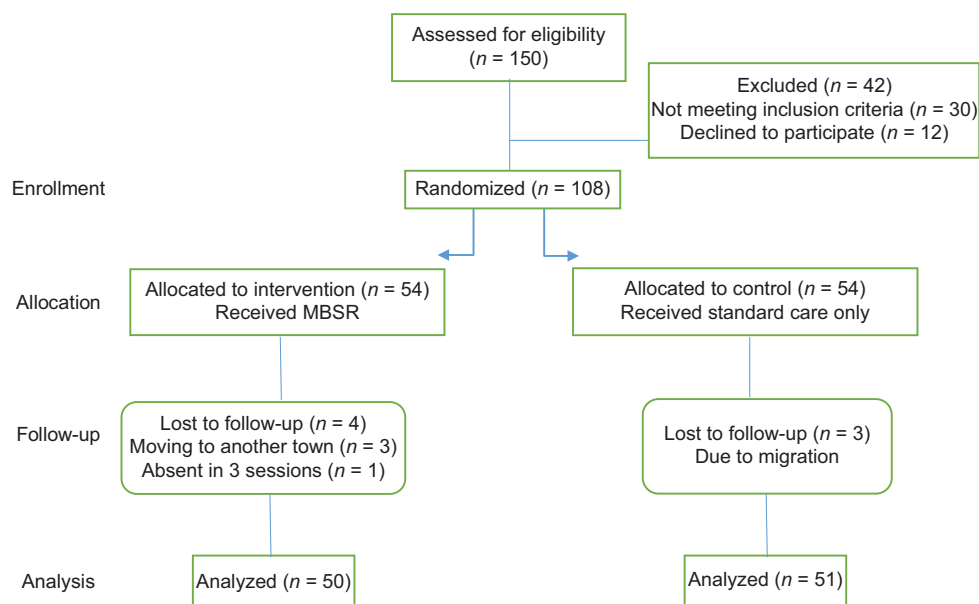 Assessed for eligibility
(n = 150)
Excluded (n = 42)
Not meeting inclusion criteria (n = 30)
Declined to participate (n = 12)
Enrollment
Randomized (n = 108)
Allocation
Allocated to intervention (n = 54)
Received MBSR
Allocated to control (n = 54)
Received standard care only
Follow-up
Lost to follow-up (n = 4)
Moving to another town (n = 3)
Absent in 3 sessions (n = 1)
Lost to follow-up (n = 3)
Due to migration
Analysis
Analyzed (n = 50)
Analyzed (n = 51)